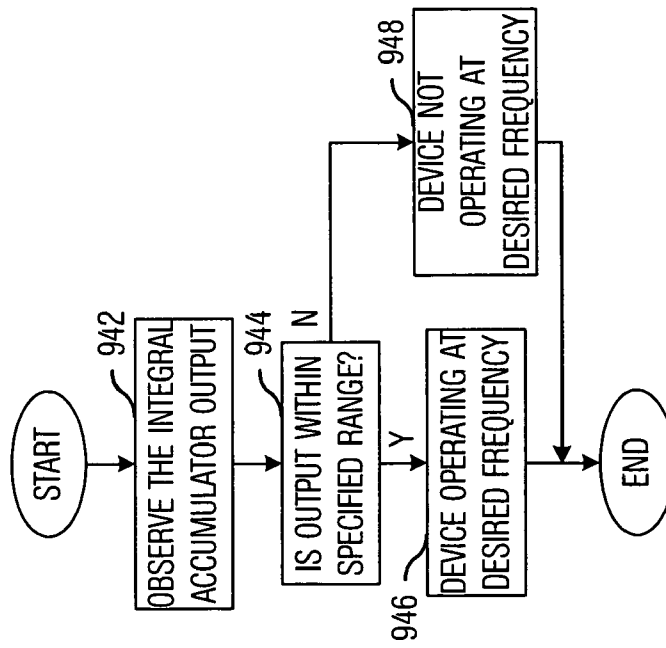 START
942
OBSERVE THE INTEGRAL
ACCUMULATOR OUTPUT
944
IS OUTPUT WITHIN
SPECIFIED RANGE?
N
Y
946
DEVICE OPERATING AT
DESIRED FREQUENCY
948
DEVICE NOT
OPERATING AT
DESIRED FREQUENCY
END